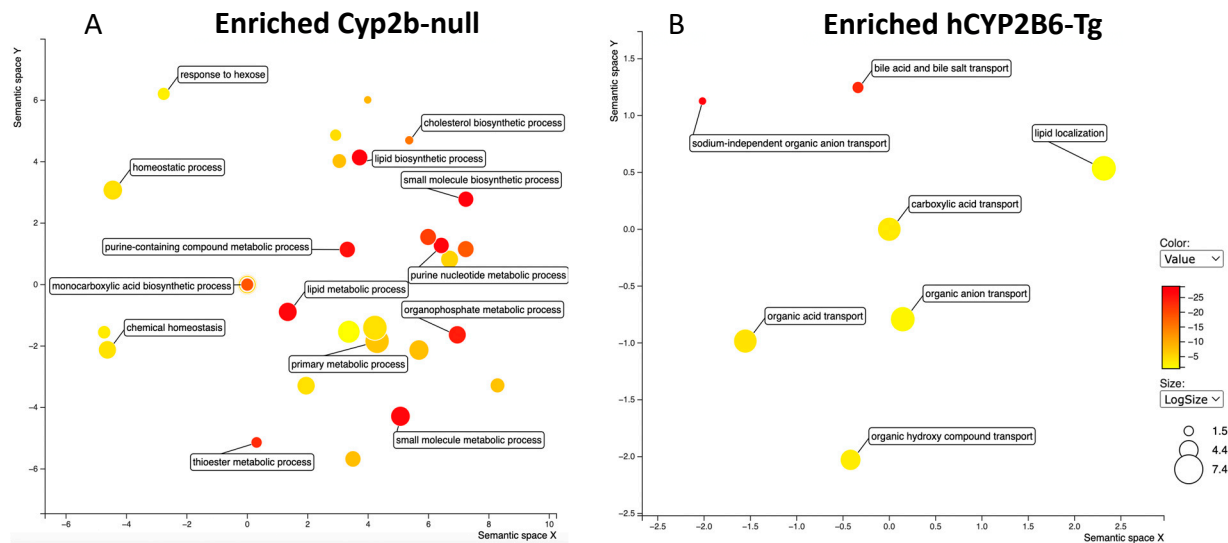 A
Enriched Cyp2b-null
Semantic space Y
response to hexose
cholesterol biosynthetic process
lipid biosynthetic process
homeostatic process
small molecule biosynthetic process
purine-containing compound metabolic process
purine nucleotide metabolic process
monocarboxylic acid biosynthetic process
lipid metabolic process
organophosphate metabolic process
chemical homeostasis
primary metabolic process
small molecule metabolic process
thioester metabolic process
6
4
2
0
-2
-4
-6
-6
-4
-2
0
2
4
6
8
10
Semantic space X
B
Enriched hCYP2B6-Tg
Semantic space Y
bile acid and bile salt transport
sodium-independent organic anion transport
lipid localization
carboxylic acid transport
organic anion transport
organic acid transport
organic hydroxy compound transport
1.5
1.0
0.5
0.0
-0.5
-1.0
-1.5
-2.0
-2.5
-2.5
-2.0
-1.5
-1.0
-0.5
0.0
0.5
1.0
1.5
2.0
2.5
Semantic space X
Color:
Value
-25
-20
-15
-10
-5
Size:
LogSize
1.5
4.4
7.4